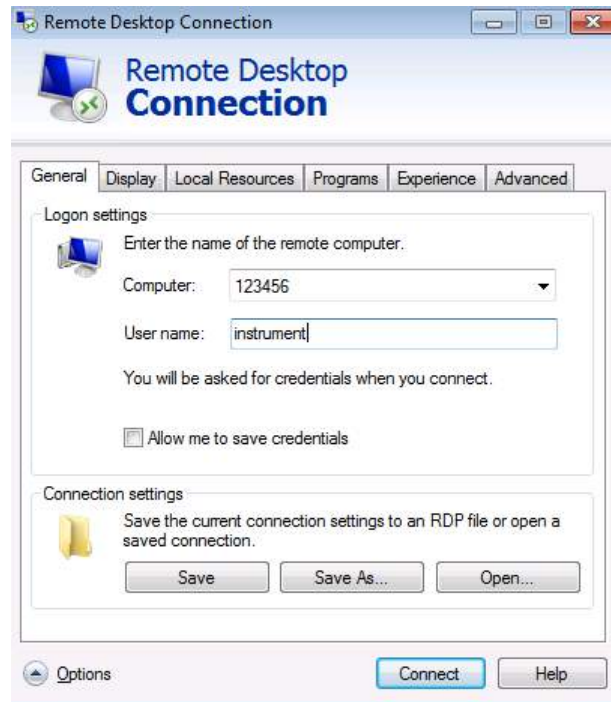 Remote Desktop Connection
Remote Desktop
Connection
General Display Local Resources Programs Experience Advanced
Logon settings
Enter the name of the remote computer.
Computer: 123456
User name: instrument
You will be asked for credentials when you connect.
Allow me to save credentials
Connection settings
Save the current connection settings to an RDP file or open a
saved connection.
Save Save As... Open...
Options Connect Help